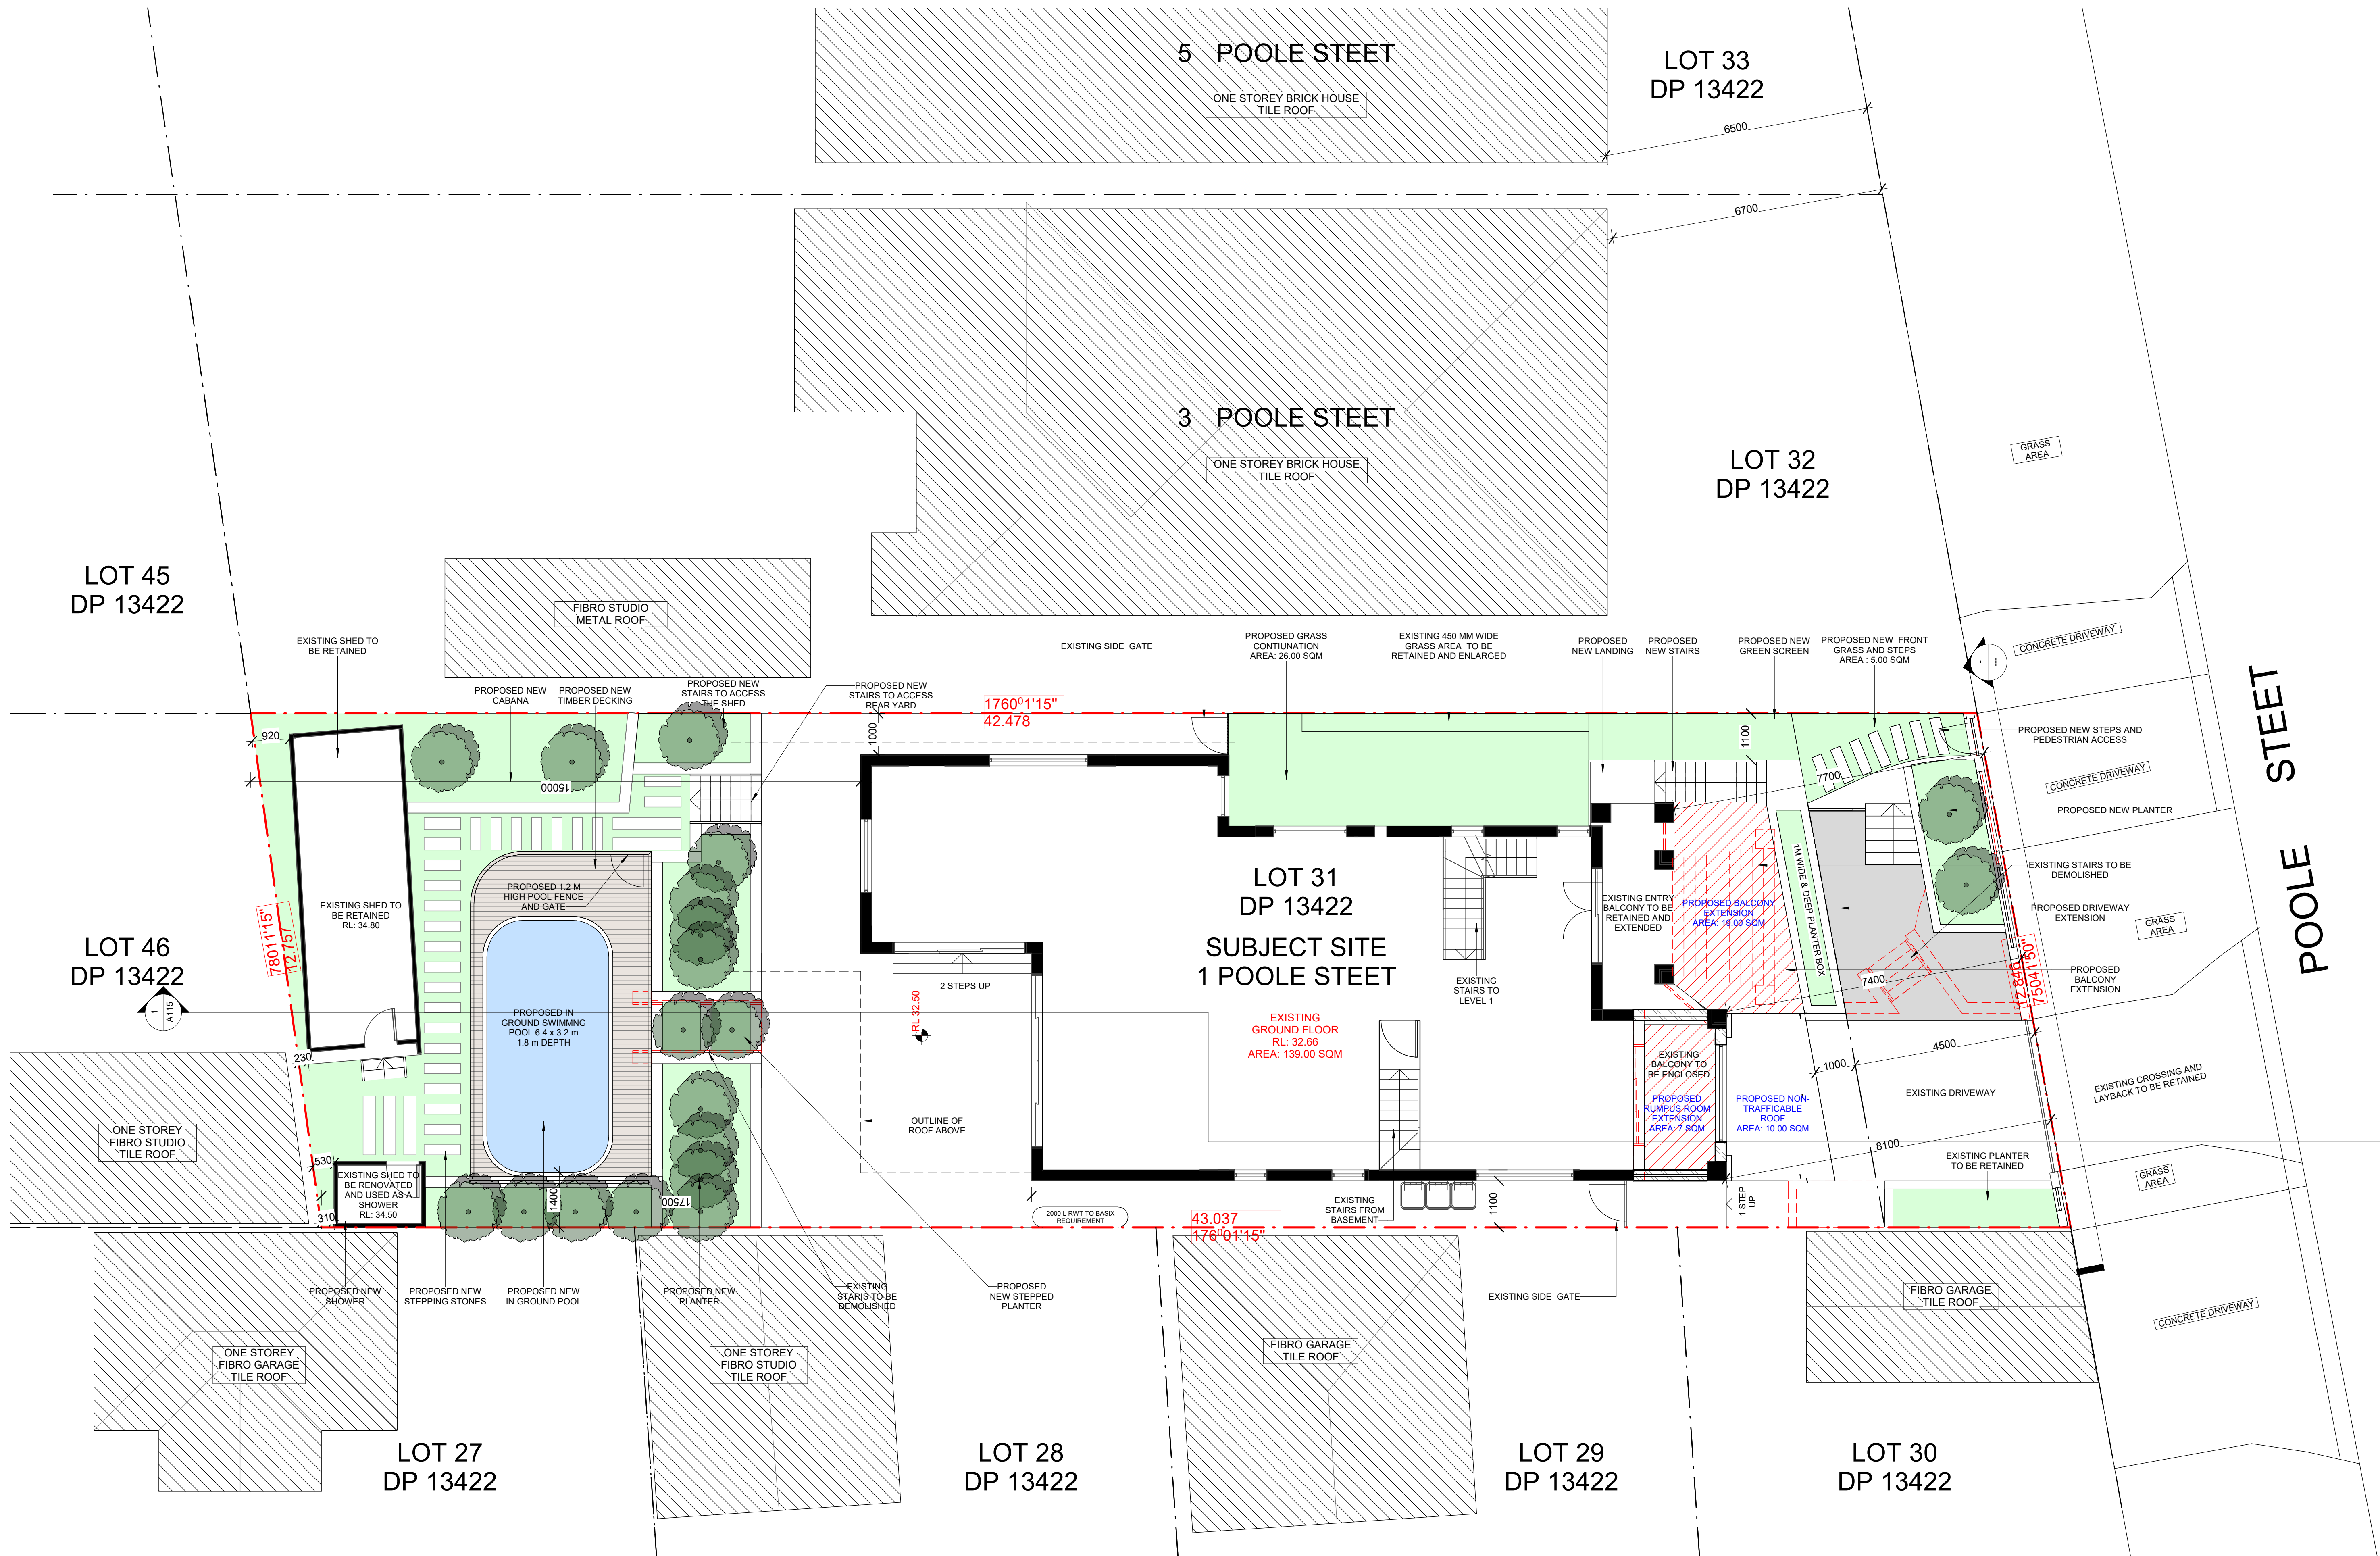 5 POOLE STEET
ONE STOREY BRICK HOUSE
TILE ROOF
LOT 33
DP 13422
6500
6700
3 POOLE STEET
ONE STOREY BRICK HOUSE
TILE ROOF
LOT 32
DP 13422
GRASS
AREA
LOT 45
DP 13422
FIBRO STUDIO
METAL ROOF
EXISTING SHED TO
BE RETAINED
PROPOSED NEW
CABANA
PROPOSED NEW
TIMBER DECKING
PROPOSED NEW
STAIRS TO ACCESS
THE SHED
PROPOSED NEW
STAIRS TO ACCESS
REAR YARD
1760⁰1'15"
42.478
EXISTING SIDE GATE
PROPOSED GRASS
CONTIUNATION
AREA: 26.00 SQM
EXISTING 450 MM WIDE
GRASS AREA TO BE
RETAINED AND ENLARGED
PROPOSED
NEW LANDING
PROPOSED
NEW STAIRS
PROPOSED NEW
GREEN SCREEN
PROPOSED NEW FRONT
GRASS AND STEPS
AREA : 5.00 SQM
CONCRETE DRIVEWAY
POOLE STEET
PROPOSED NEW STEPS AND
PEDESTRIAN ACCESS
CONCRETE DRIVEWAY
PROPOSED NEW PLANTER
EXISTING STAIRS TO BE
DEMOLISHED
PROPOSED DRIVEWAY
EXTENSION
GRASS
AREA
PROPOSED
BALCONY
EXTENSION
920
15000
1000
1100
7700
PROPOSED 1.2 M
HIGH POOL FENCE
AND GATE
EXISTING SHED TO
BE RETAINED
RL: 34.80
78011'15"
12.757
LOT 46
DP 13422
1
A115
PROPOSED IN
GROUND SWIMMNG
POOL 6.4 x 3.2 m
1.8 m DEPTH
2 STEPS UP
RL 32.50
LOT 31
DP 13422
SUBJECT SITE
1 POOLE STEET
EXISTING
GROUND FLOOR
RL: 32.66
AREA: 139.00 SQM
EXISTING
STAIRS TO
LEVEL 1
EXISTING ENTRY
BALCONY TO BE
RETAINED AND
EXTENDED
PROPOSED BALCONY
EXTENSION
AREA: 19.00 SQM
1M WIDE & DEEP PLANTER BOX
7400
12.846
75041'50"
230
EXISTING
BALCONY TO
BE ENCLOSED
PROPOSED
RUMPUS ROOM
EXTENSION
AREA: 7 SQM
PROPOSED NON-
TRAFFICABLE
ROOF
AREA: 10.00 SQM
1000
4500
EXISTING DRIVEWAY
EXISTING CROSSING AND
LAYBACK TO BE RETAINED
8100
ONE STOREY
FIBRO STUDIO
TILE ROOF
OUTLINE OF
ROOF ABOVE
530
EXISTING SHED TO
BE RENOVATED
AND USED AS A
SHOWER
RL: 34.50
310
1400
17500
2000 L RWT TO BASIX
REQUIREMENT
43.037
176⁰01'15"
EXISTING
STAIRS FROM
BASEMENT
1100
1 STEP
UP
EXISTING PLANTER
TO BE RETAINED
GRASS
AREA
PROPOSED NEW
SHOWER
PROPOSED NEW
STEPPING STONES
PROPOSED NEW
IN GROUND POOL
PROPOSED NEW
PLANTER
EXISTING
STARIS TO BE
DEMOLISHED
PROPOSED
NEW STEPPED
PLANTER
EXISTING SIDE GATE
FIBRO GARAGE
TILE ROOF
CONCRETE DRIVEWAY
ONE STOREY
FIBRO GARAGE
TILE ROOF
ONE STOREY
FIBRO STUDIO
TILE ROOF
FIBRO GARAGE
TILE ROOF
LOT 27
DP 13422
LOT 28
DP 13422
LOT 29
DP 13422
LOT 30
DP 13422